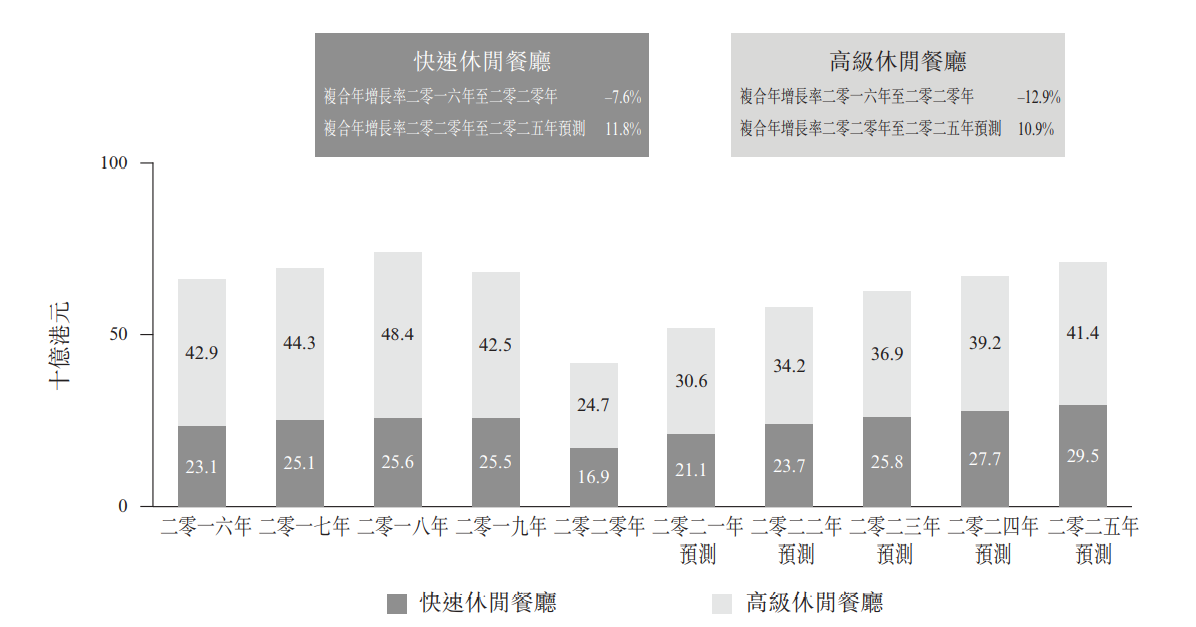 快速休閒餐廳
複合年增長率二零一六年至二零二零年 –7.6%
複合年增長率二零二零年至二零二五年預測 11.8%
高級休閒餐廳
複合年增長率二零一六年至二零二零年 –12.9%
複合年增長率二零二零年至二零二五年預測 10.9%
十億港元
100
50
0
42.9 44.3 48.4 42.5 24.7 30.6 34.2 36.9 39.2 41.4
23.1 25.1 25.6 25.5 16.9 21.1 23.7 25.8 27.7 29.5
二零一六年 二零一七年 二零一八年 二零一九年 二零二零年 二零二一年 二零二二年 二零二三年 二零二四年 二零二五年
預測 預測 預測 預測 預測
快速休閒餐廳 高級休閒餐廳